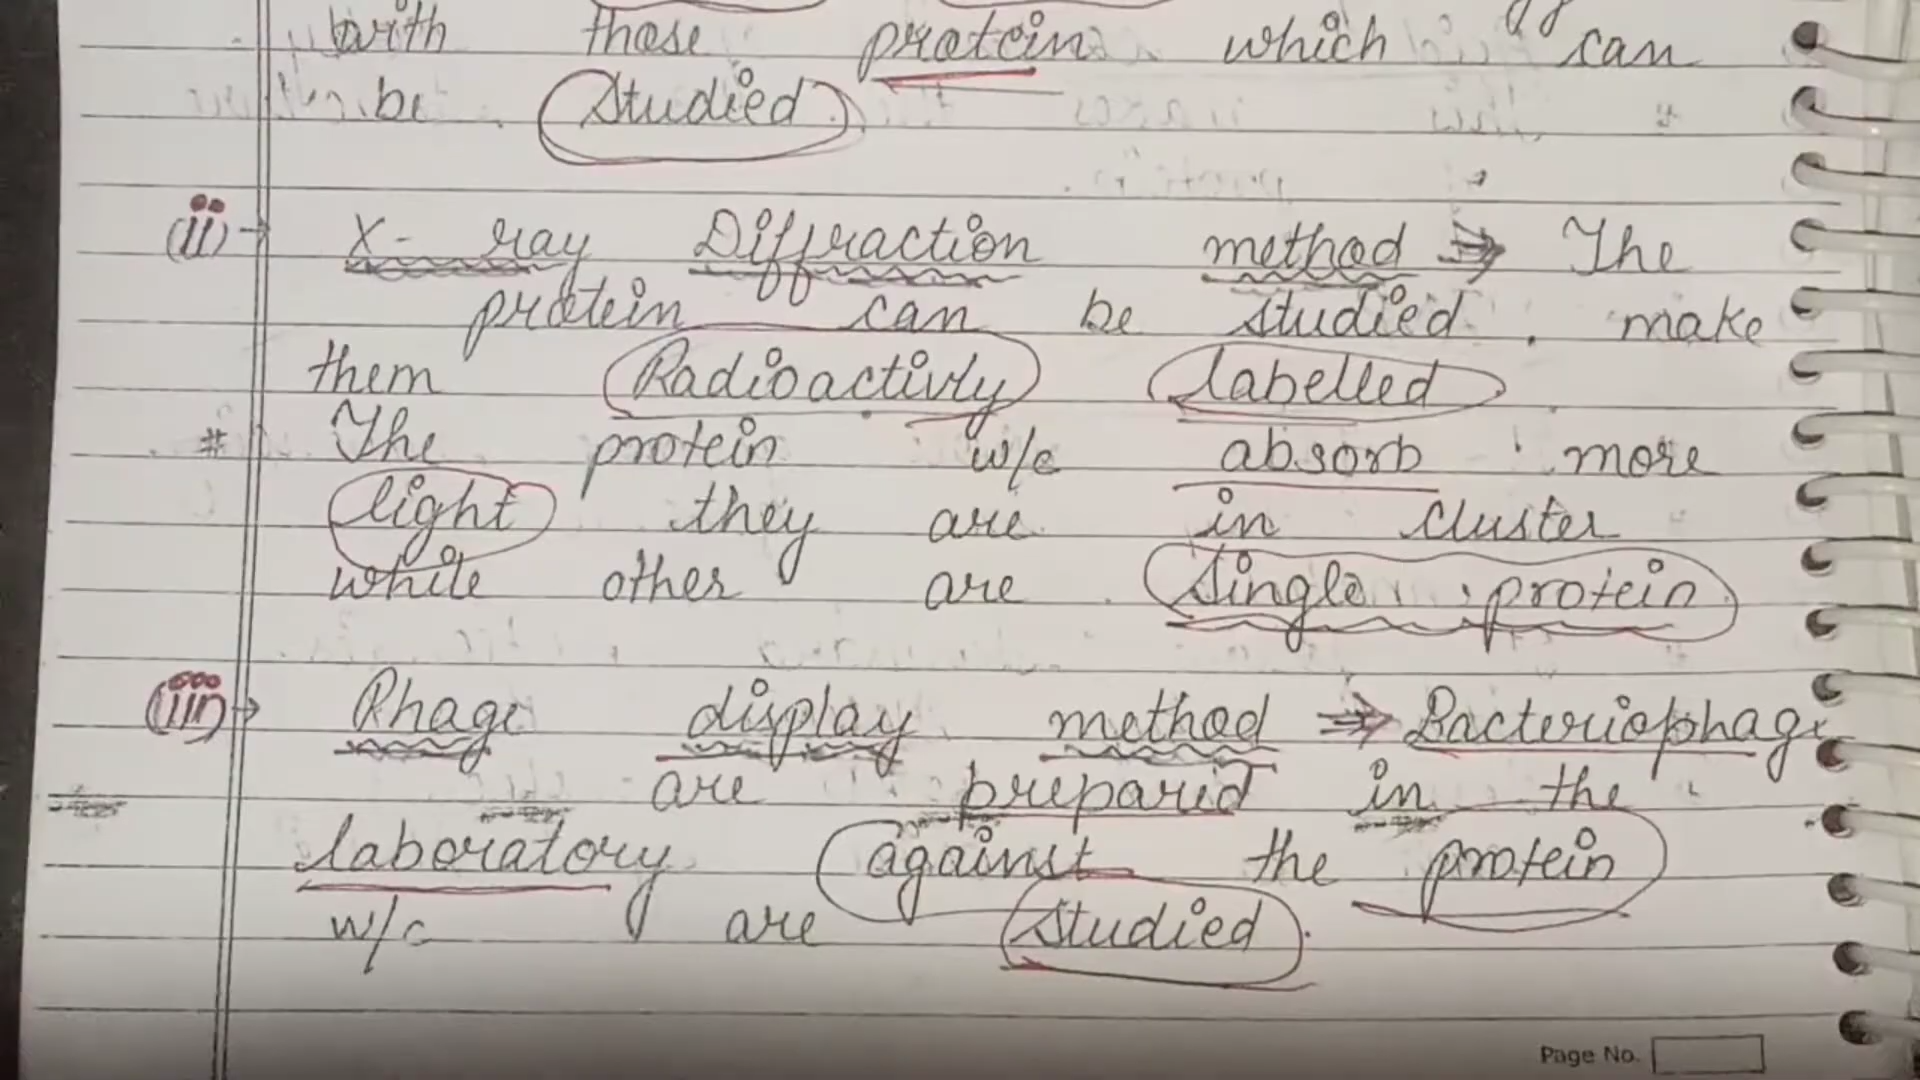 with those protein which can
be studied.
(ii) → X-ray Diffraction method ⇒ The
protein can be studied. make
them Radioactivly labelled.
# The protein w/c absorb more
light they are in cluster
while other are single protein.
(iii) → Phage display method ⇒ Bacteriophage
are prepared in the
laboratory against the protein
w/c are studied.
Page No.